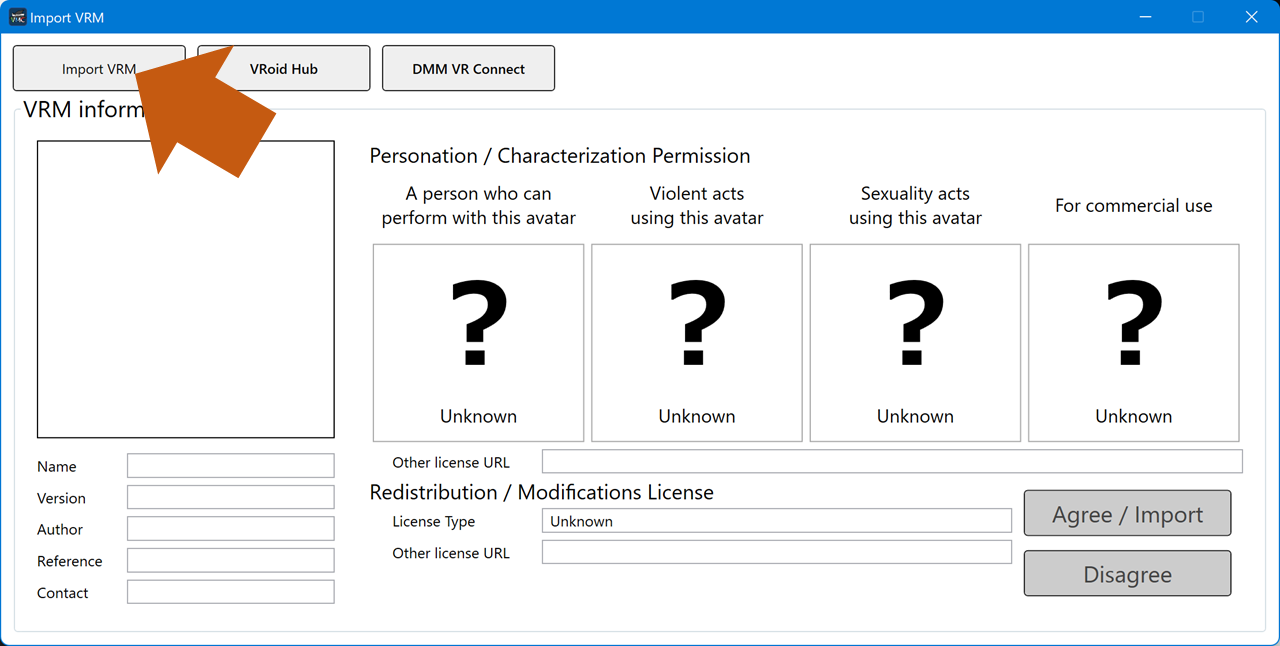 Import VRM
Import VRM
VRoid Hub
DMM VR Connect
VRM inform
Personation / Characterization Permission
A person who can
perform with this avatar
Violent acts
using this avatar
Sexuality acts
using this avatar
For commercial use
?
?
?
?
Unknown
Unknown
Unknown
Unknown
Name
Version
Author
Reference
Contact
Other license URL
Redistribution / Modifications License
License Type
Unknown
Other license URL
Agree / Import
Disagree